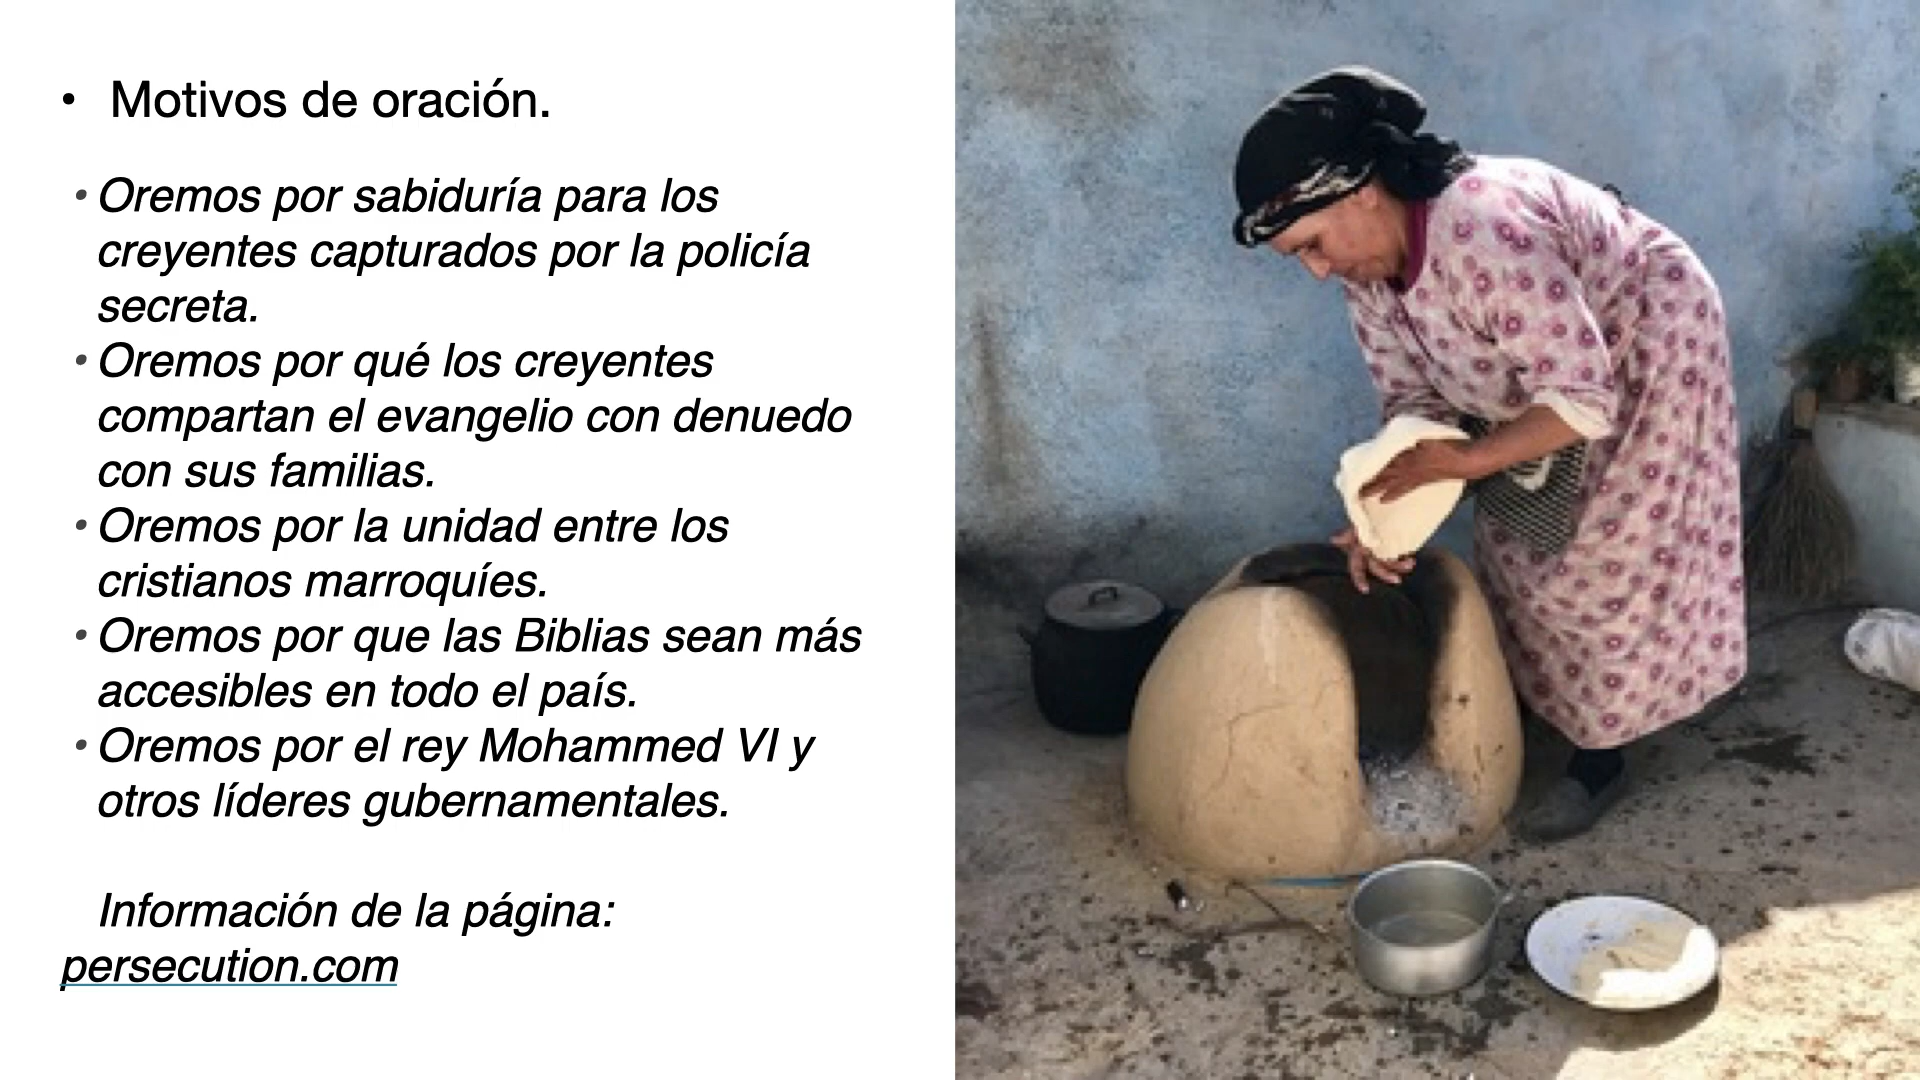 • Motivos de oración.
• Oremos por sabiduría para los
creyentes capturados por la policía
secreta.
• Oremos por qué los creyentes
compartan el evangelio con denuedo
con sus familias.
• Oremos por la unidad entre los
cristianos marroquíes.
• Oremos por que las Biblias sean más
accesibles en todo el país.
• Oremos por el rey Mohammed VI y
otros líderes gubernamentales.
Información de la página:
persecution.com